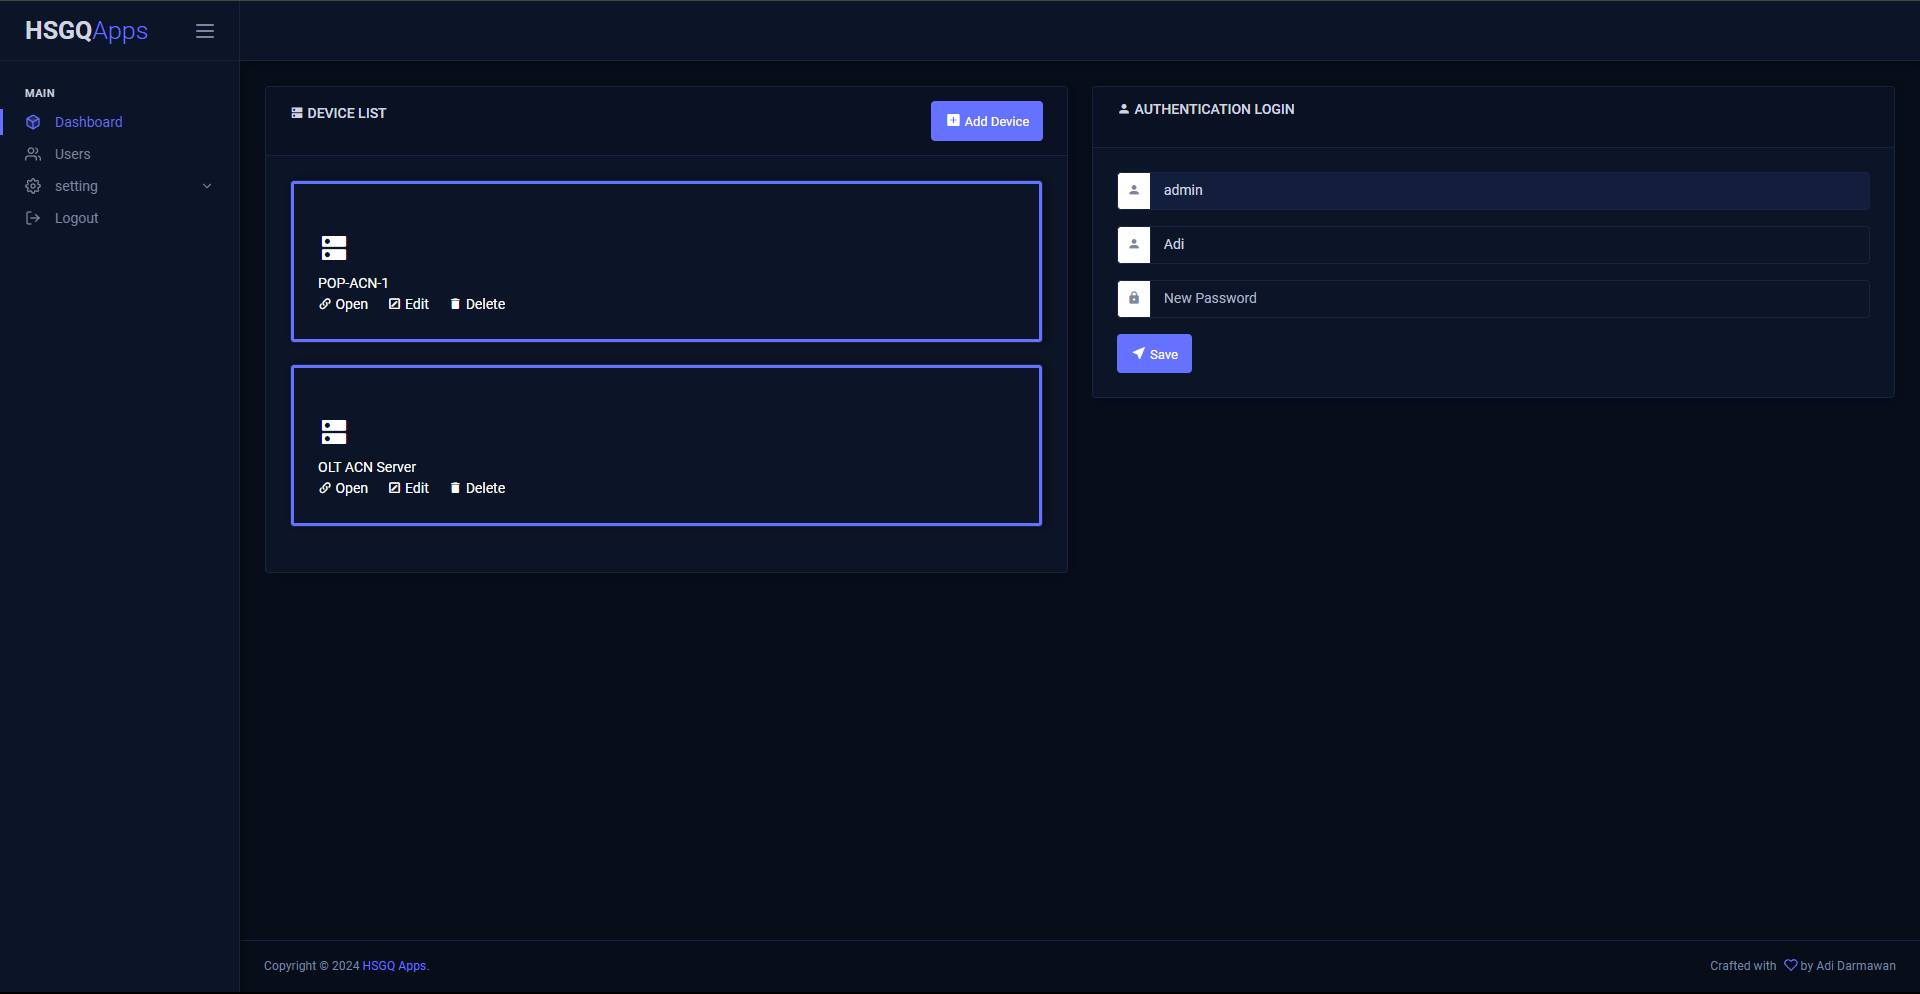 HSGQApps
MAIN
Dashboard
Users
setting
Logout
DEVICE LIST
Add Device
POP-ACN-1
Open Edit Delete
OLT ACN Server
Open Edit Delete
AUTHENTICATION LOGIN
admin
Adi
New Password
Save
Copyright © 2024 HSGQ Apps.
Crafted with by Adi Darmawan